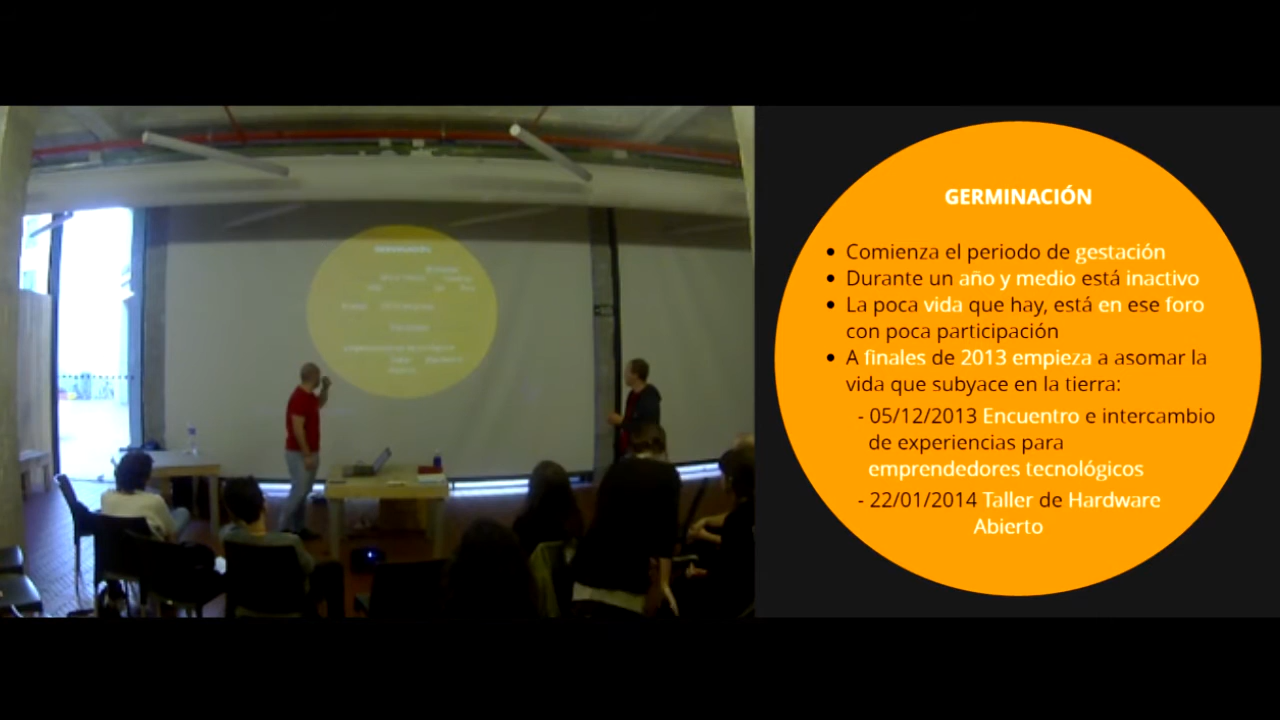 GERMINACIÓN
Comienza el periodo de gestación
Durante un año y medio está inactivo
La poca vida que hay, está en ese foro
con poca participación
A finales de 2013 empieza a asomar la
vida que subyace en la tierra:
- 05/12/2013 Encuentro e intercambio
de experiencias para
emprendedores tecnológicos
- 22/01/2014 Taller de Hardware
Abierto